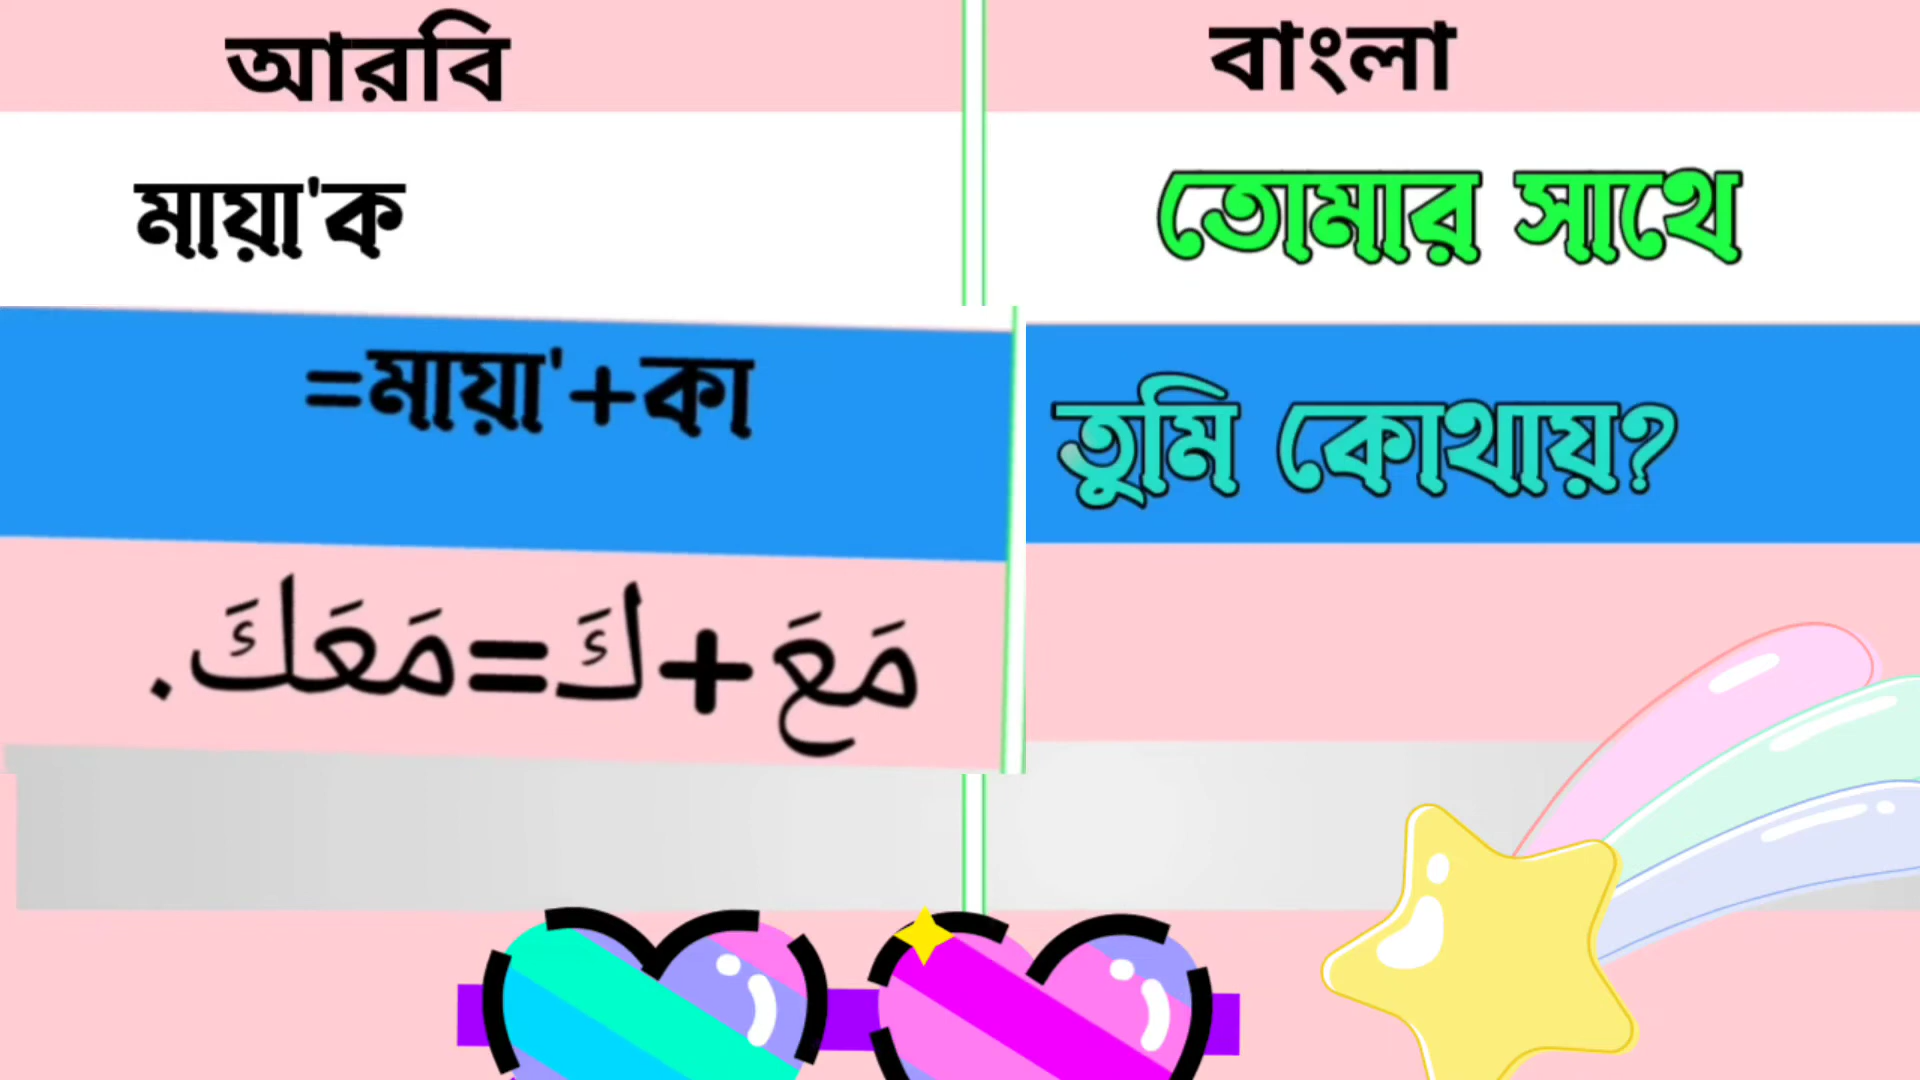 আরবি
বাংলা
মায়া'ক
তোমার সাথে
=মায়া'+কা
তুমি কোথায়?
مَعَ+كَ=مَعَكَ.